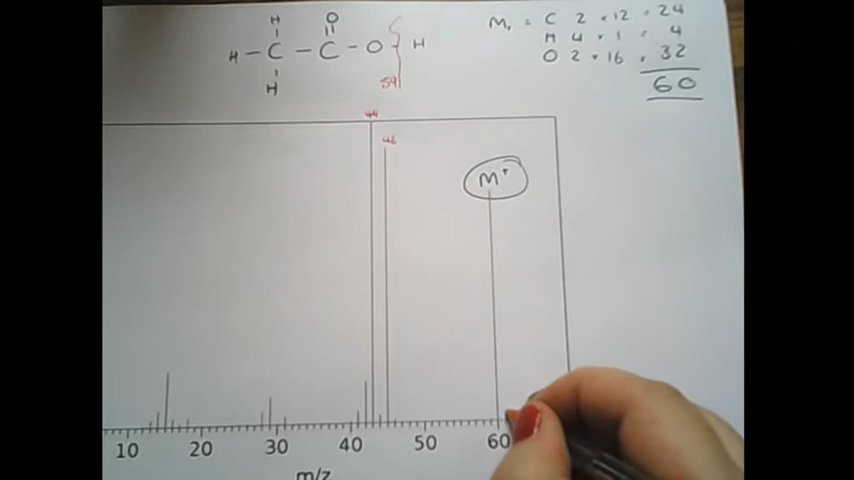 H
O
H - C - C - O - H
H
59
Mr = C 2 × 12 = 24
H 4 × 1 = 4
O 2 × 16 = 32
60
44
46
M+
10 20 30 40 50 60
m/z